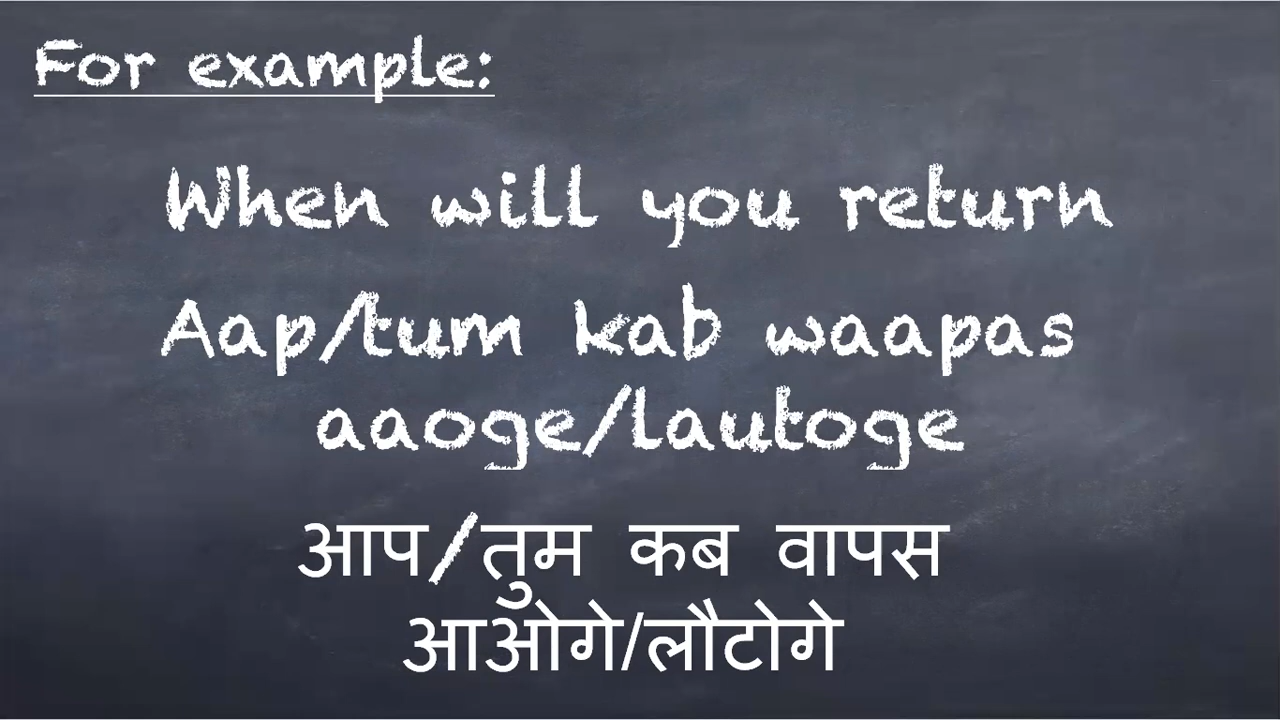 For example:
When will you return
Aap/tum kab waapas
aaoge/lautoge
आप/तुम कब वापस
आओगे/लौटोगे